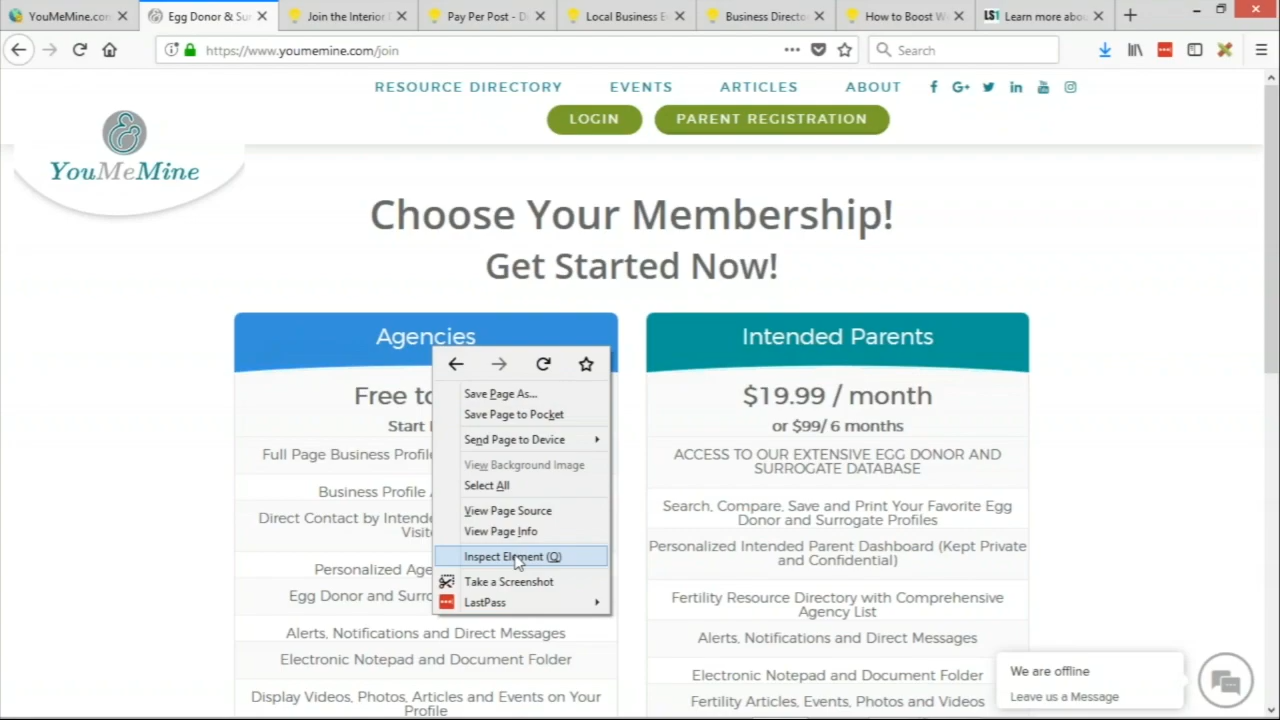 YouMeMine.co
Egg Donor & Su
Join the Interior
Pay Per Post - D
Local Business E
Business Directo
How to Boost W
LS1 Learn more abo
https://www.youmemine.com/join
Search
RESOURCE DIRECTORY EVENTS ARTICLES ABOUT
LOGIN PARENT REGISTRATION
YouMeMine
Choose Your Membership!
Get Started Now!
Agencies
Free to
Start
Full Page Business Profile
Business Profile
Direct Contact by Intende
Visito
Personalized Age
Egg Donor and Surro
Alerts, Notifications and Direct Messages
Electronic Notepad and Document Folder
Display Videos, Photos, Articles and Events on Your
Profile
Save Page As...
Save Page to Pocket
Send Page to Device
View Background Image
Select All
View Page Source
View Page Info
Inspect Element (Q)
Take a Screenshot
LastPass
Intended Parents
$19.99 / month
or $99/ 6 months
ACCESS TO OUR EXTENSIVE EGG DONOR AND
SURROGATE DATABASE
Search, Compare, Save and Print Your Favorite Egg
Donor and Surrogate Profiles
Personalized Intended Parent Dashboard (Kept Private
and Confidential)
Fertility Resource Directory with Comprehensive
Agency List
Alerts, Notifications and Direct Messages
Electronic Notepad and Document Folder
Fertility Articles, Events, Photos and Videos
We are offline
Leave us a Message